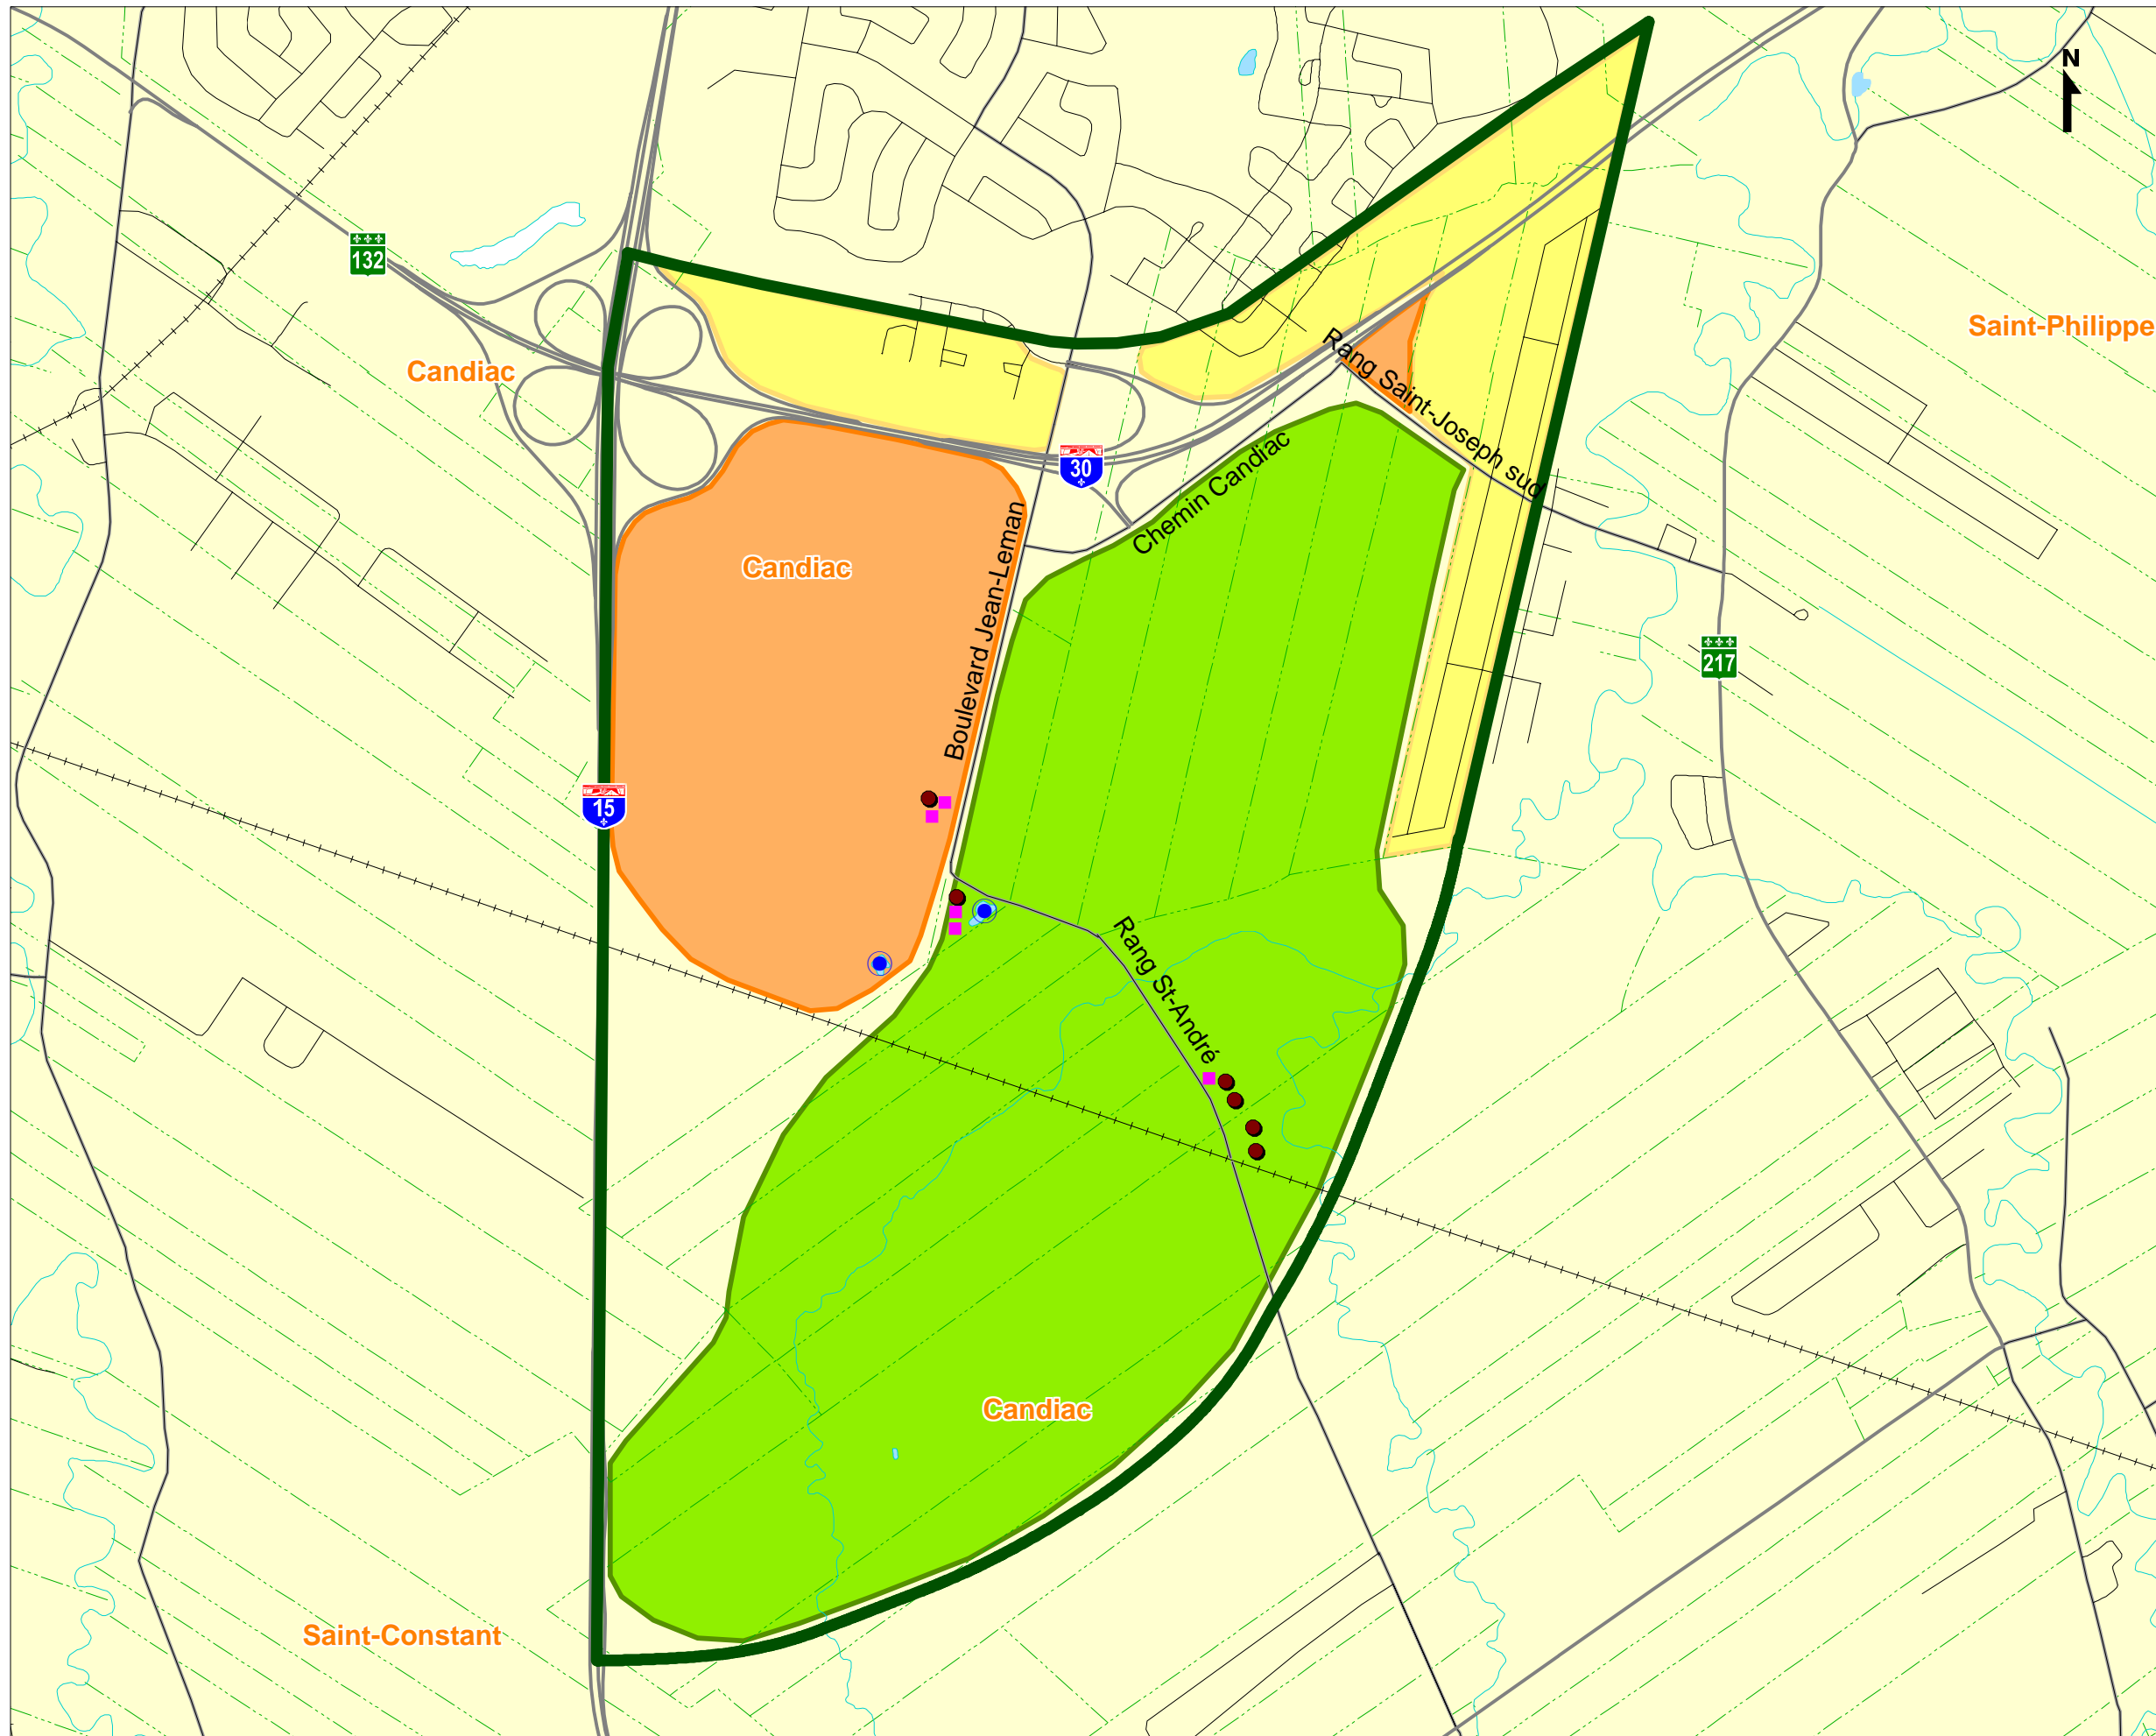 N
132
Saint-Philippe
Candiac
Rang Saint-Joseph sud
30
Chemin Candiac
Boulevard Jean-Leman
Candiac
217
15
Rang St-André
Candiac
Saint-Constant